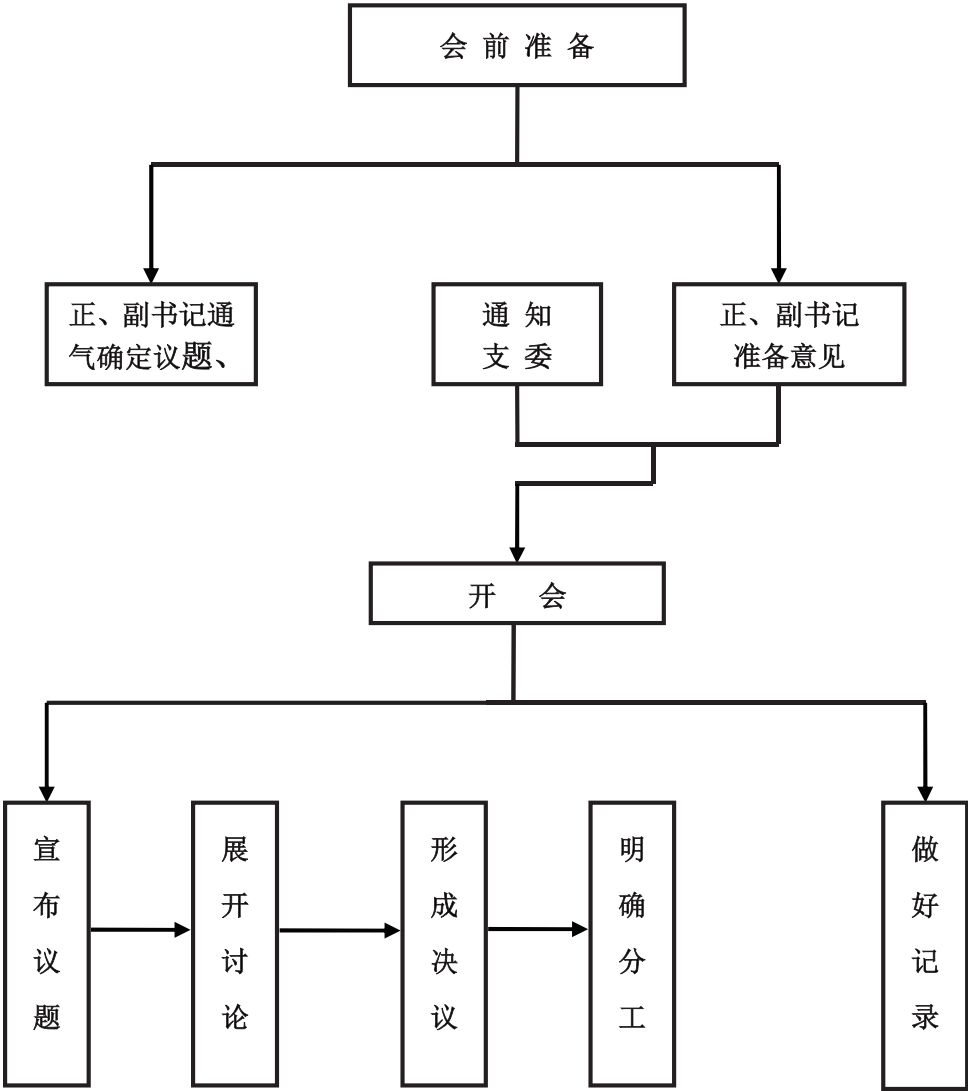 会前准备
正、副书记通
气确定议题、
通知
支委
正、副书记
准备意见
开会
宣布议题
展开讨论
形成决议
明确分工
做好记录